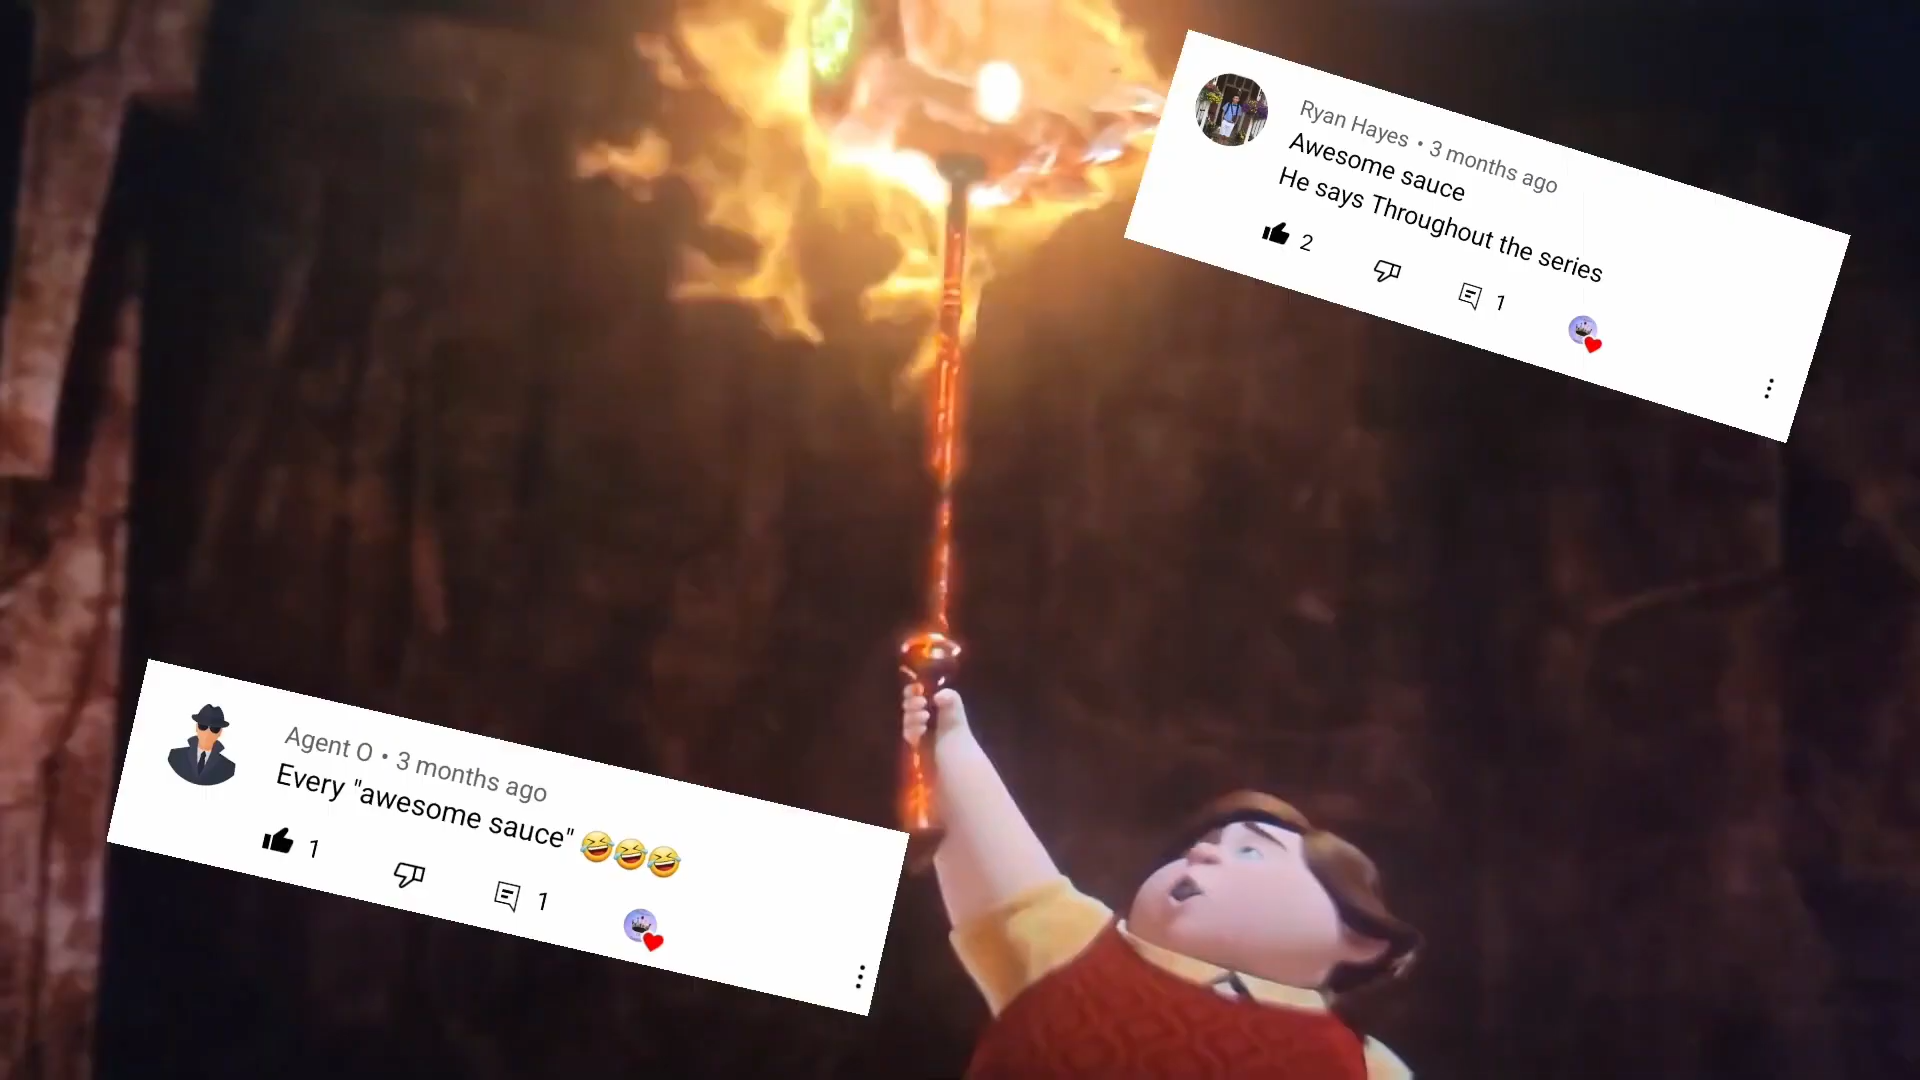 Ryan Hayes • 3 months ago
Awesome sauce
He says Throughout the series
2
1
Agent O • 3 months ago
Every "awesome sauce" 🤣🤣🤣
1
1